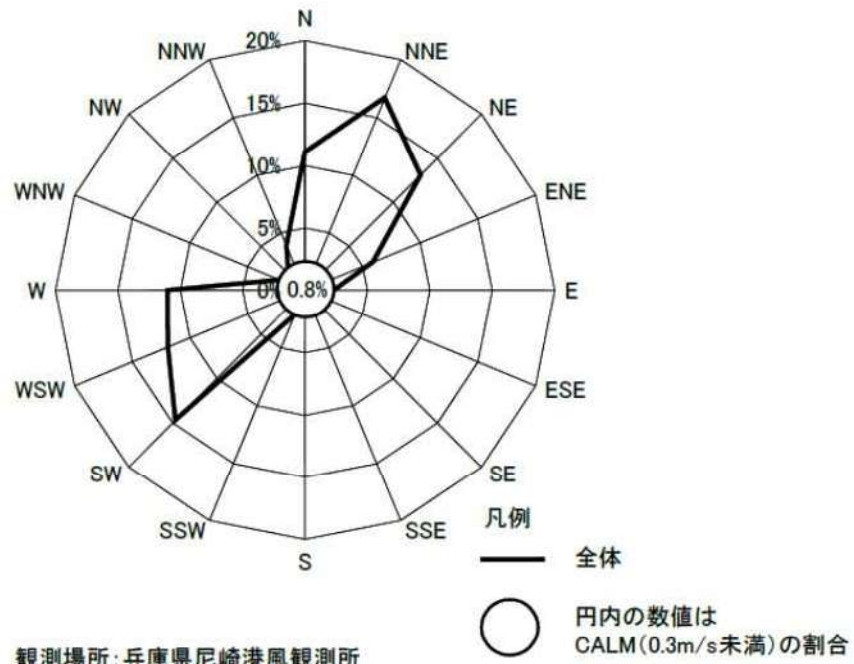 N
20%
NNW
NNE
15%
NW
NE
10%
WNW
ENE
5%
W
0%
0.8%
E
WSW
ESE
SW
SE
SSW
SSE
S
凡例
全体
円内の数値は
CALM(0.3m/s未満)の割合
観測場所:兵庫県尼崎港風観測所